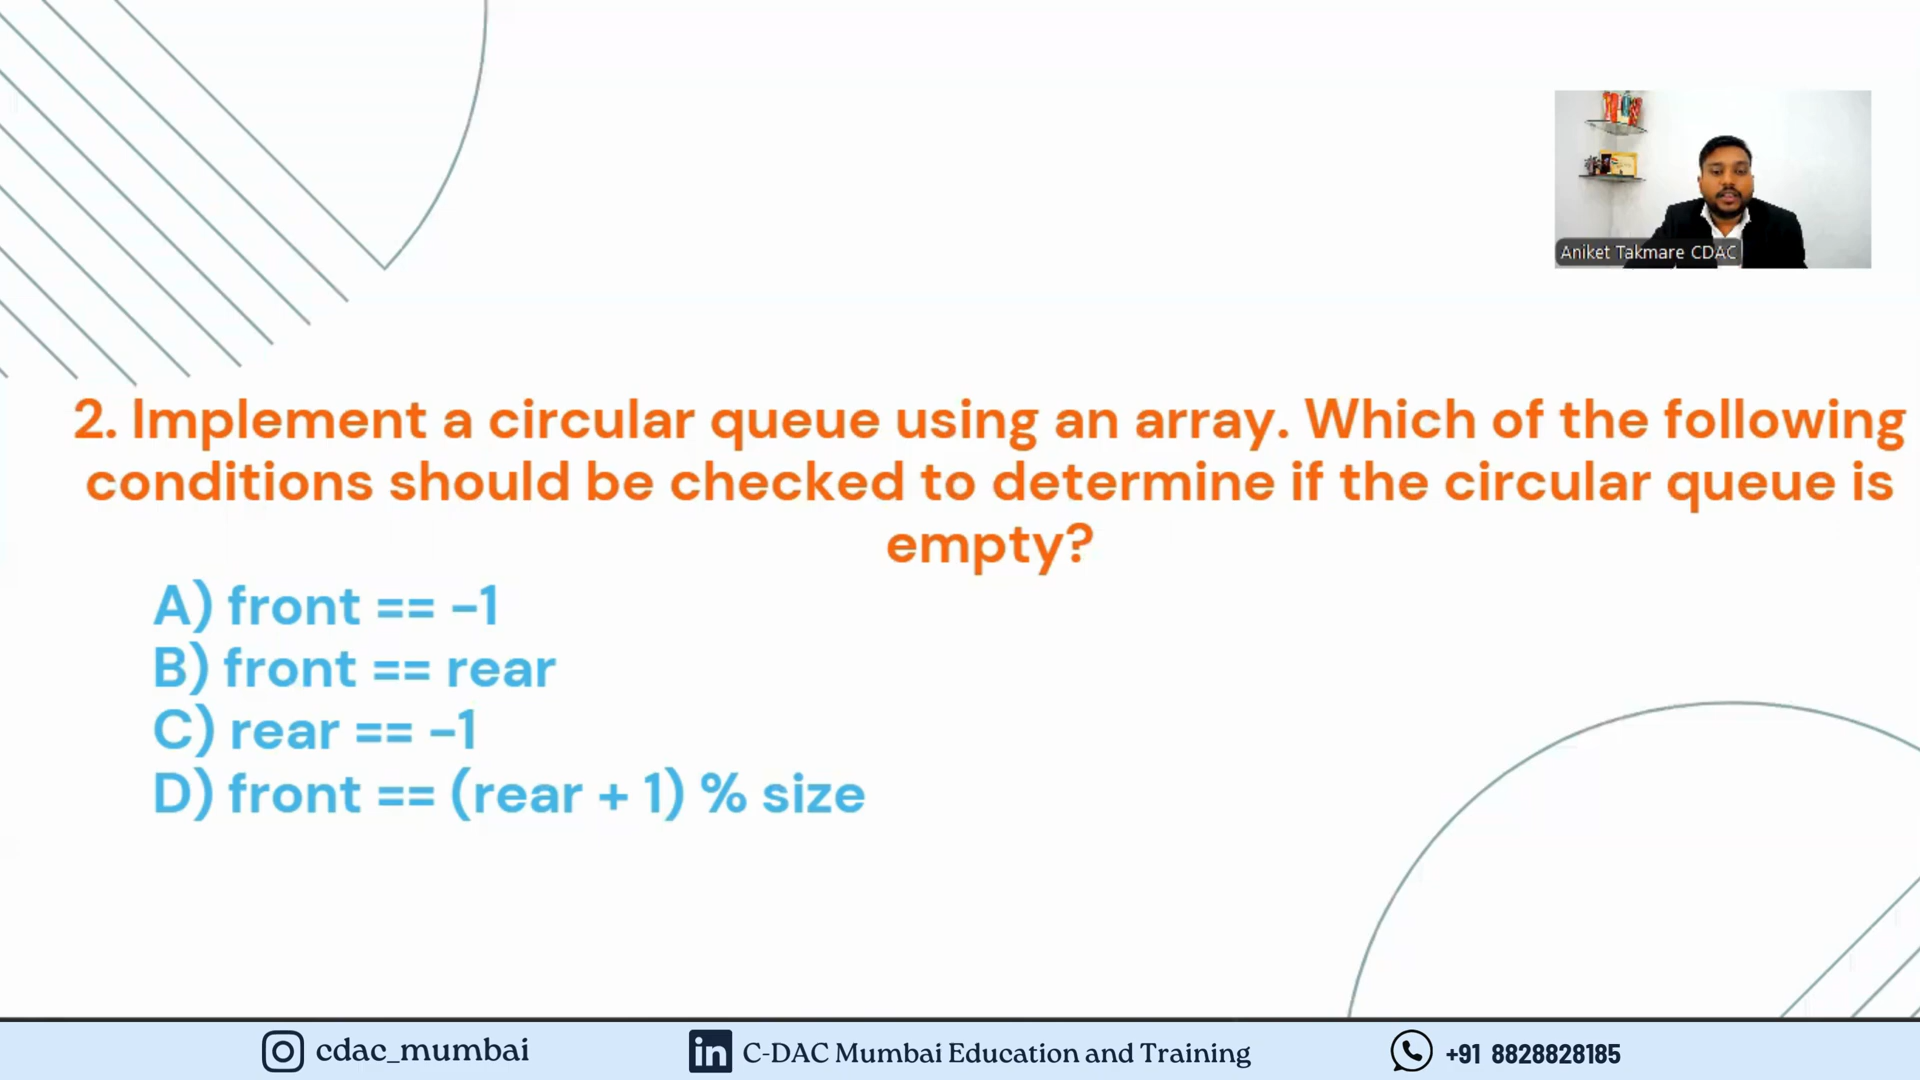 Aniket Takmare CDAC
2. Implement a circular queue using an array. Which of the following
conditions should be checked to determine if the circular queue is
empty?
A) front == -1
B) front == rear
C) rear == -1
D) front == (rear + 1) % size
cdac_mumbai
in C-DAC Mumbai Education and Training
+91 8828828185